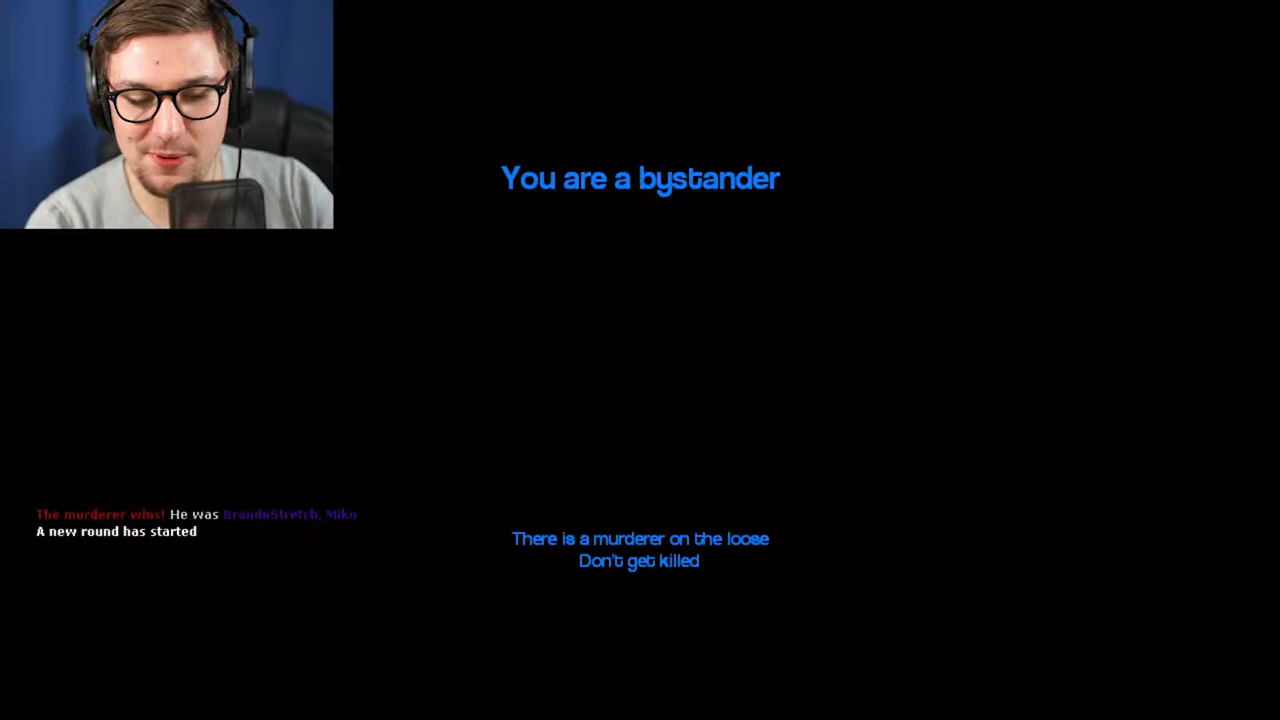 You are a bystander
The murderer wins! He was BrondoStretch, Miko
A new round has started
There is a murderer on the loose
Don't get killed